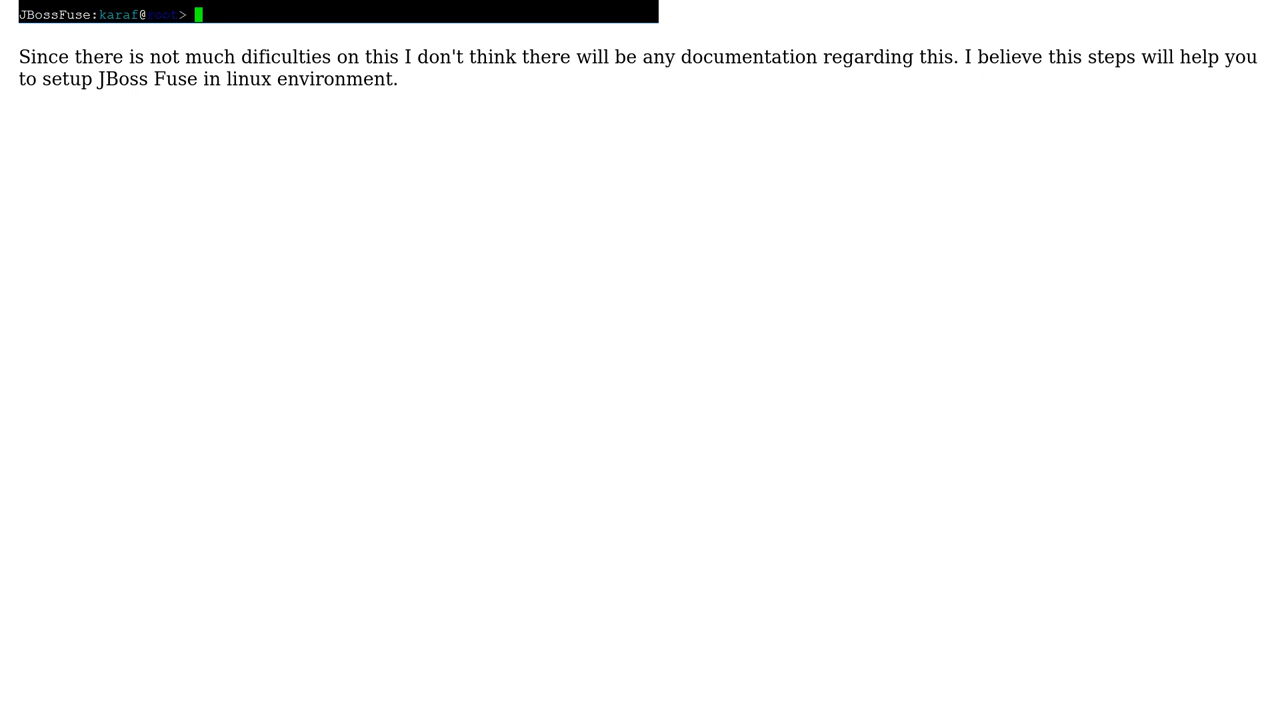 JBossFuse:karaf@root>
Since there is not much dificulties on this I don't think there will be any documentation regarding this. I believe this steps will help you
to setup JBoss Fuse in linux environment.